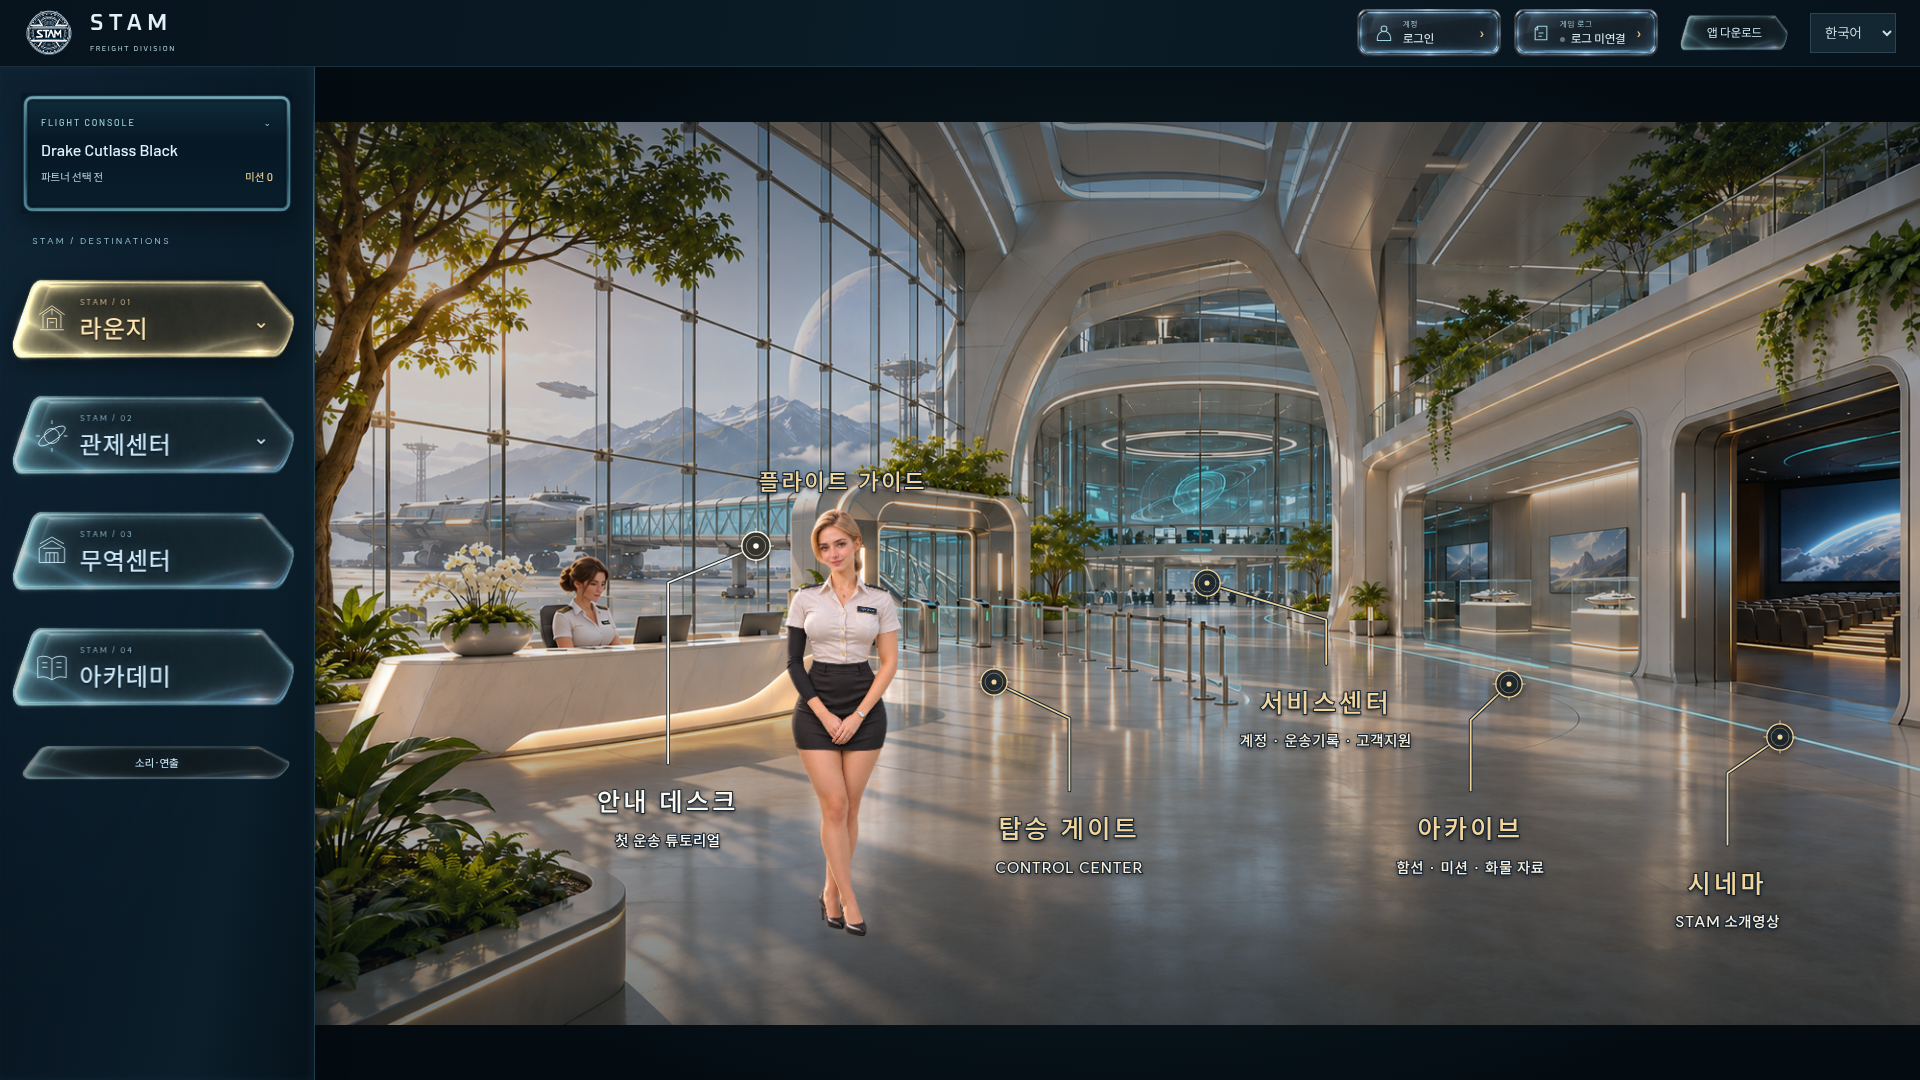 STAM
STAM
FREIGHT DIVISION
계정
로그인
게임 로그
로그 미연결
앱 다운로드
한국어
FLIGHT CONSOLE
Drake Cutlass Black
파트너 선택 전
미션 0
STAM / DESTINATIONS
STAM / 01
라운지
STAM / 02
관제센터
STAM / 03
무역센터
STAM / 04
아카데미
소리·연출
플라이트 가이드
안내 데스크
첫 운송 튜토리얼
탑승 게이트
CONTROL CENTER
서비스센터
계정 · 운송기록 · 고객지원
아카이브
함선 · 미션 · 화물 자료
시네마
STAM 소개영상